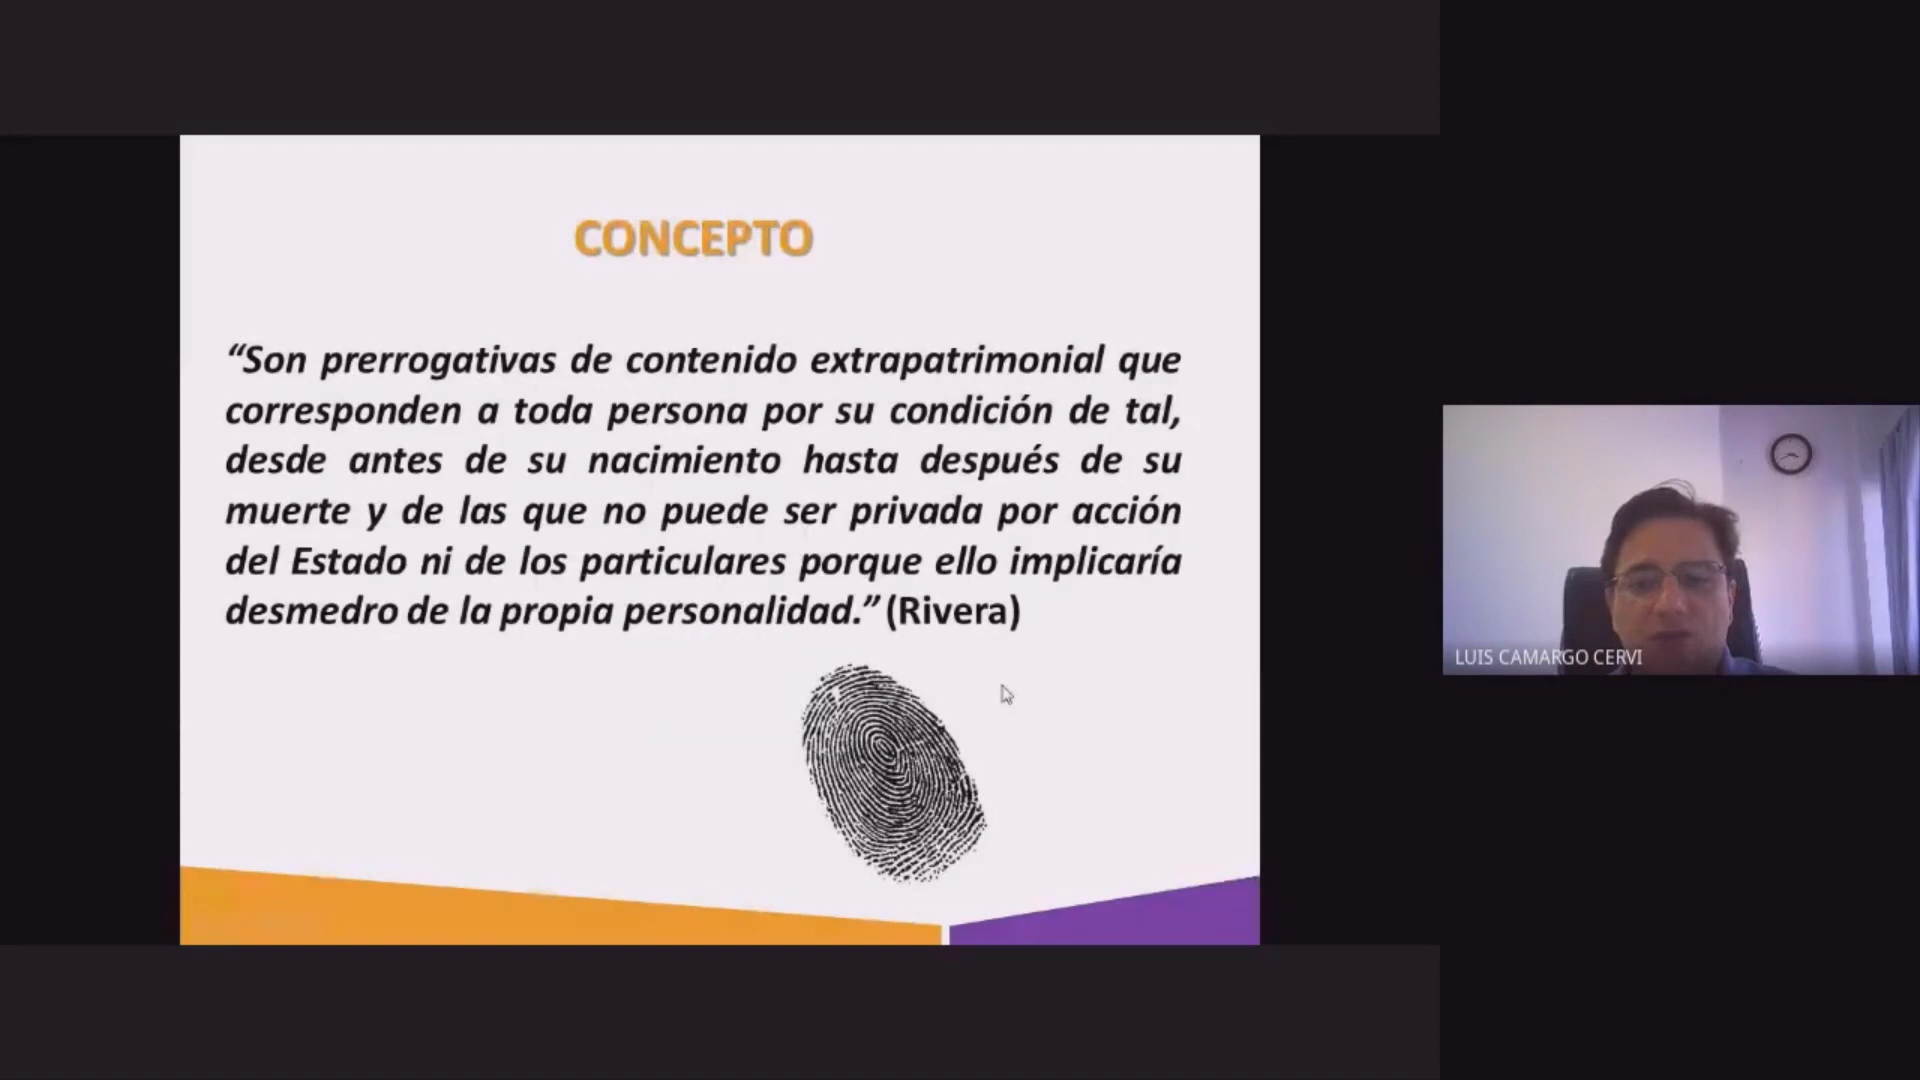 CONCEPTO
“Son prerrogativas de contenido extrapatrimonial que
corresponden a toda persona por su condición de tal,
desde antes de su nacimiento hasta después de su
muerte y de las que no puede ser privada por acción
del Estado ni de los particulares porque ello implicaría
desmedro de la propia personalidad.” (Rivera)
LUIS CAMARGO CERVI